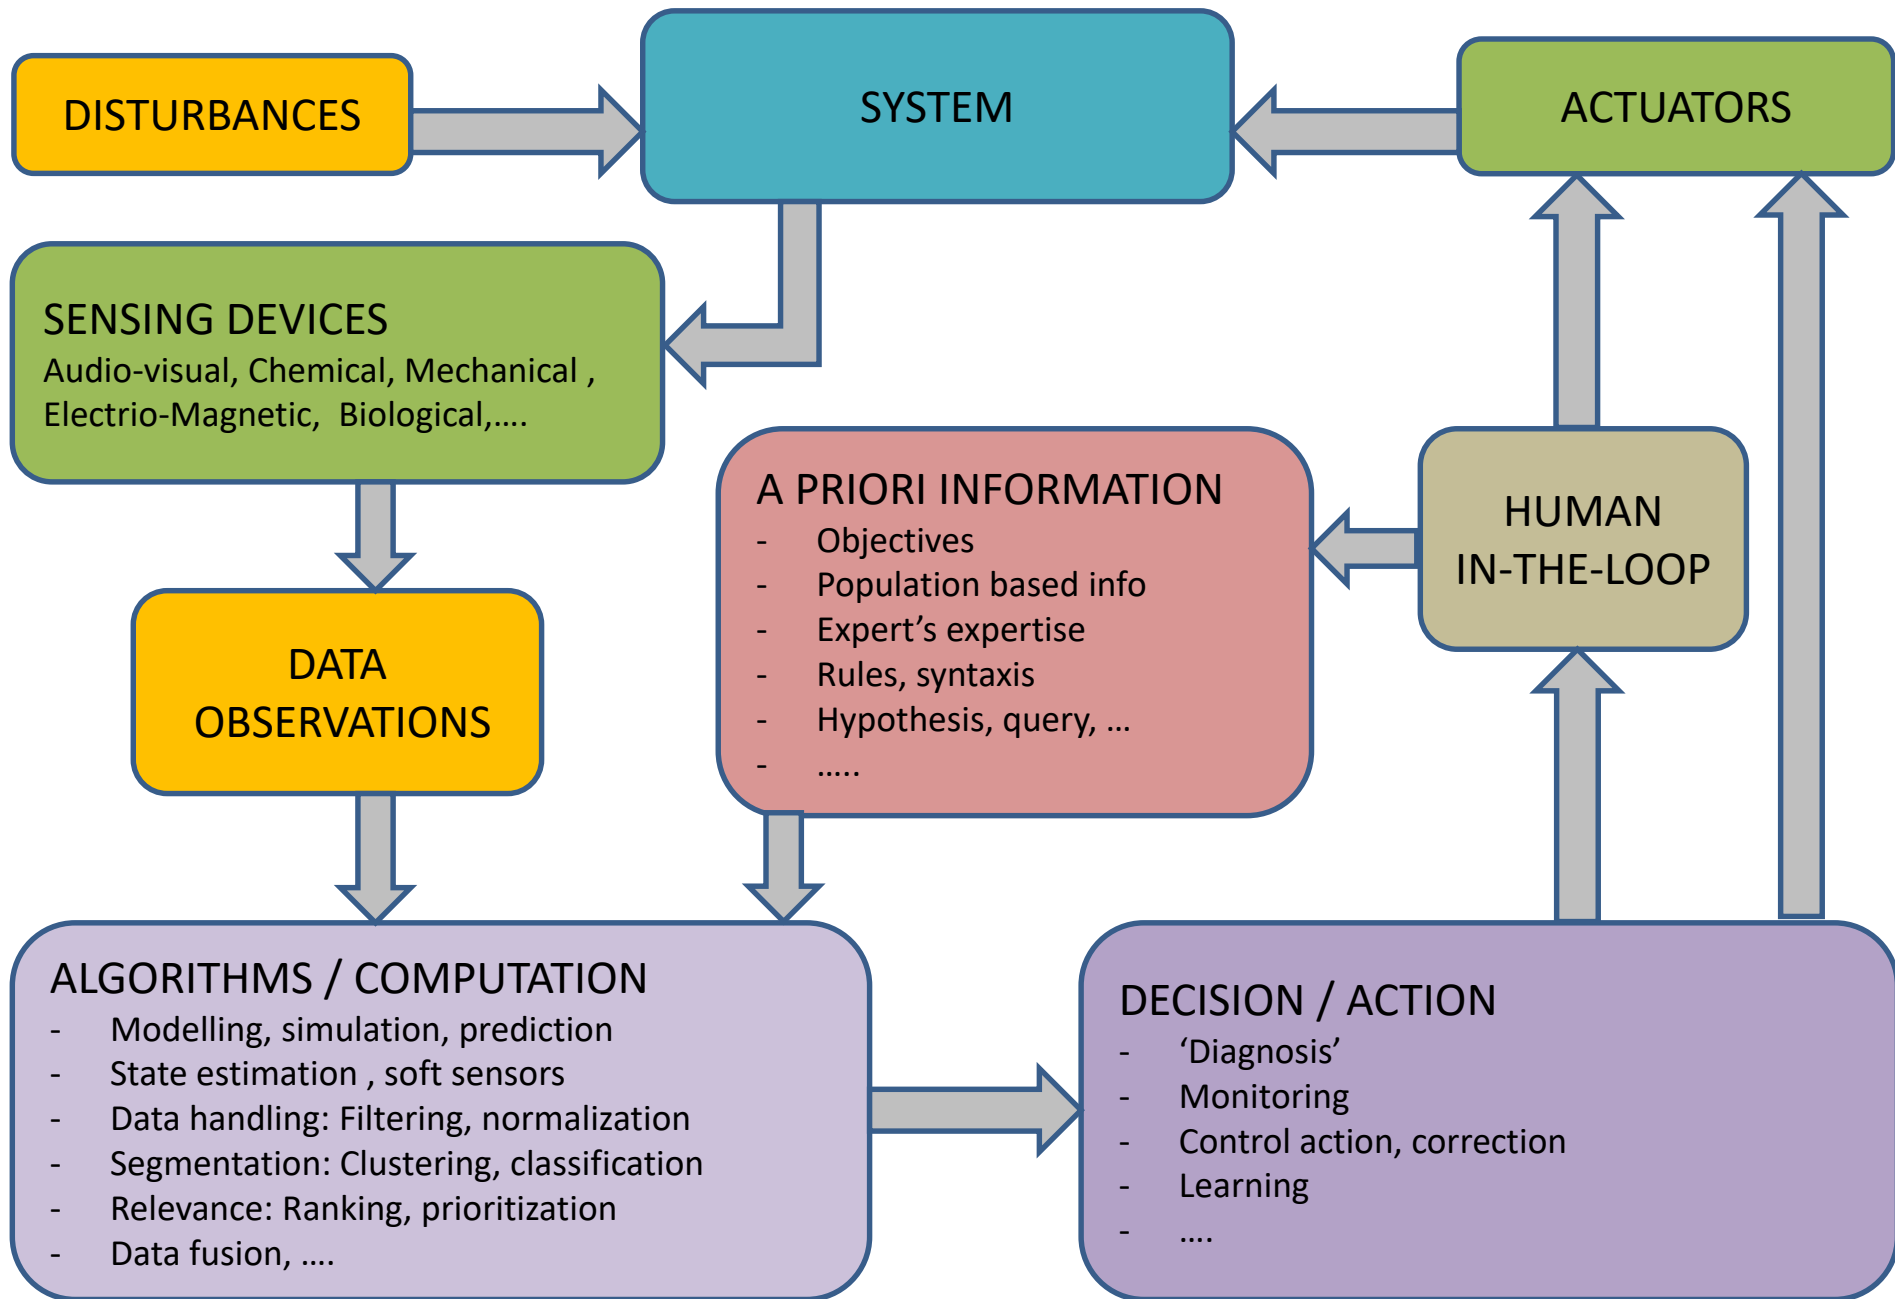 DISTURBANCES
SYSTEM
ACTUATORS
SENSING DEVICES
Audio-visual, Chemical, Mechanical ,
Electrio-Magnetic,  Biological,....
A PRIORI INFORMATION
- Objectives
- Population based info
- Expert’s expertise
- Rules, syntaxis
- Hypothesis, query, ...
- .....
HUMAN
IN-THE-LOOP
DATA
OBSERVATIONS
ALGORITHMS / COMPUTATION
- Modelling, simulation, prediction
- State estimation , soft sensors
- Data handling: Filtering, normalization
- Segmentation: Clustering, classification
- Relevance: Ranking, prioritization
- Data fusion, ....
DECISION / ACTION
- ‘Diagnosis’
- Monitoring
- Control action, correction
- Learning
- ....